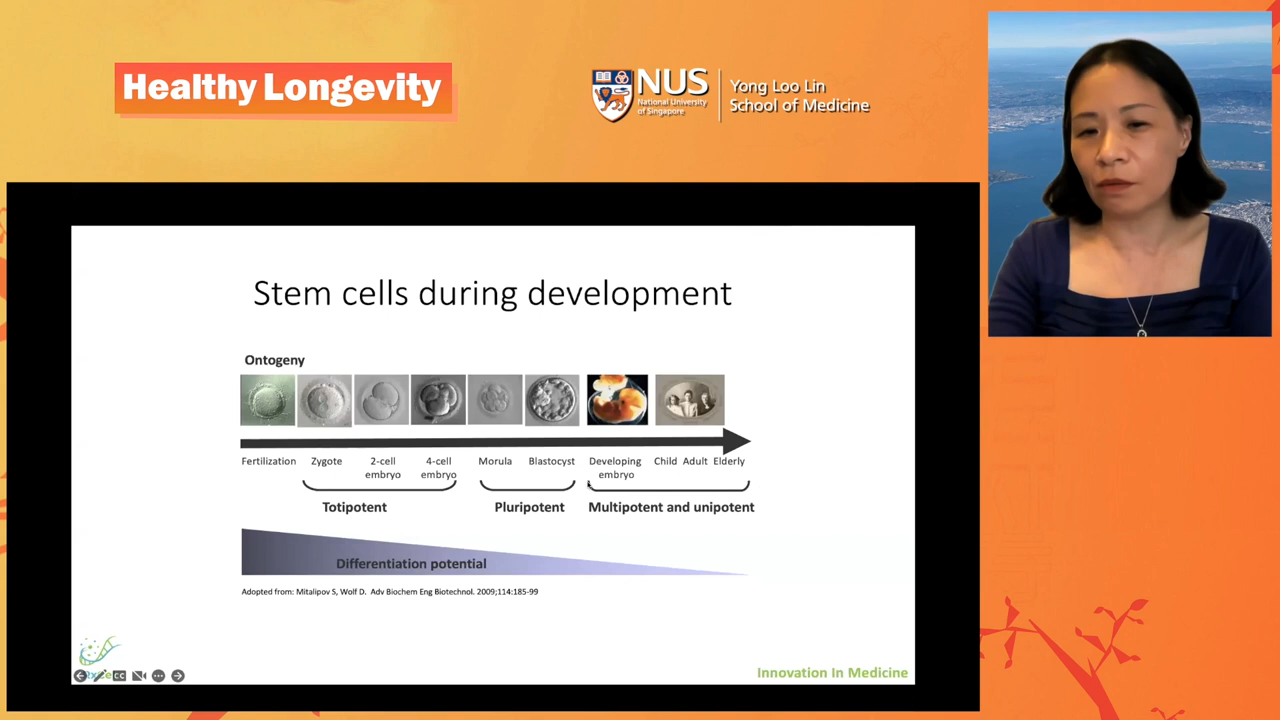 Healthy Longevity
NUS
National University
of Singapore
Yong Loo Lin
School of Medicine
Stem cells during development
Ontogeny
Fertilization
Zygote
2-cell
embryo
4-cell
embryo
Morula
Blastocyst
Developing
embryo
Child
Adult
Elderly
Totipotent
Pluripotent
Multipotent and unipotent
Differentiation potential
Adopted from: Mitalipov S, Wolf D. Adv Biochem Eng Biotechnol. 2009;114:185-99
CC
Innovation In Medicine